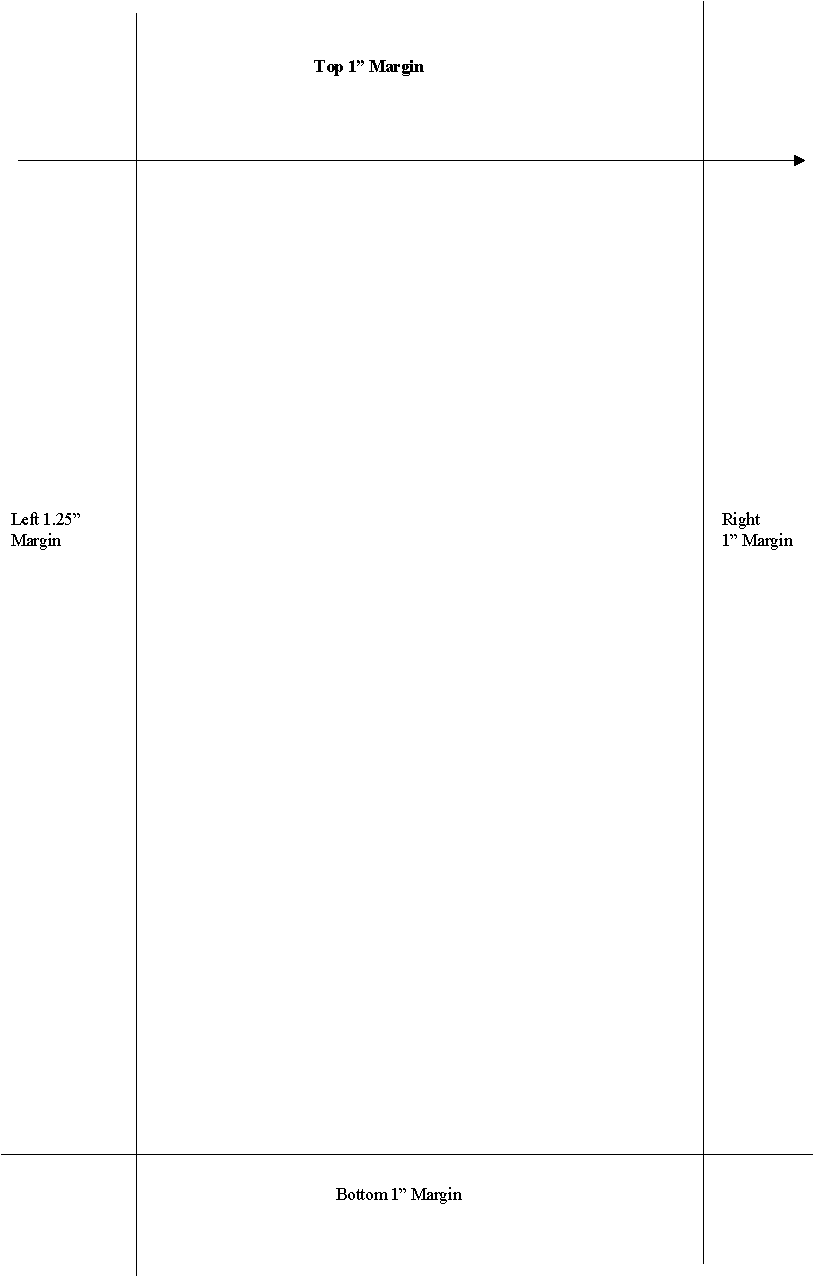 Top 1” Margin
Left 1.25”
Margin
Right
1” Margin
Bottom 1” Margin